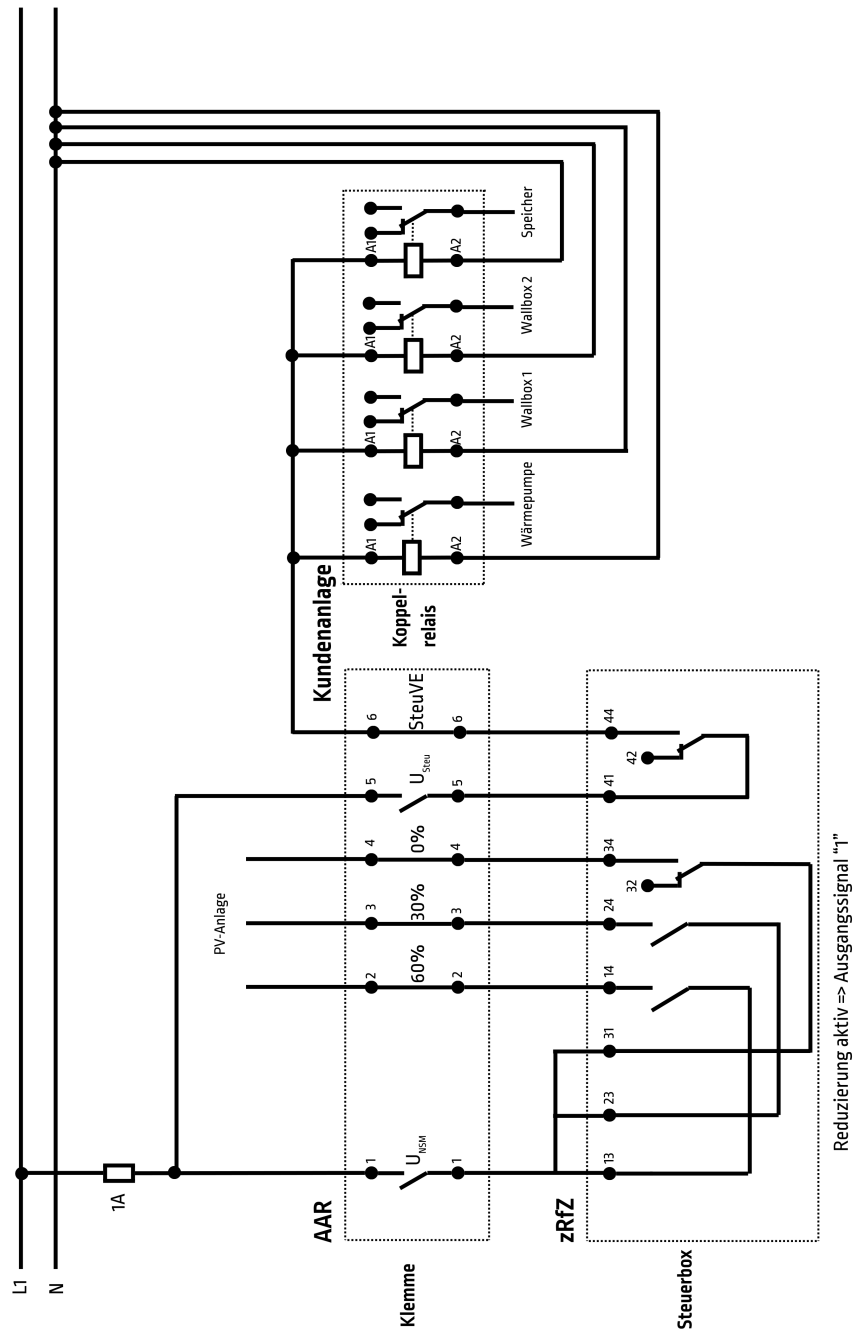 L1
N
1A
PV-Anlage
AAR
Klemme
1
2
3
4
5
6
U_NSM
60%
30%
0%
U_Steu
SteuVE
1
2
3
4
5
6
Kundenanlage
Koppel-
relais
A1
A1
A1
A1
A2
A2
A2
A2
Wärmepumpe
Wallbox 1
Wallbox 2
Speicher
zRfZ
Steuerbox
13
23
31
14
24
34
41
44
32
42
Reduzierung aktiv => Ausgangssignal “1”